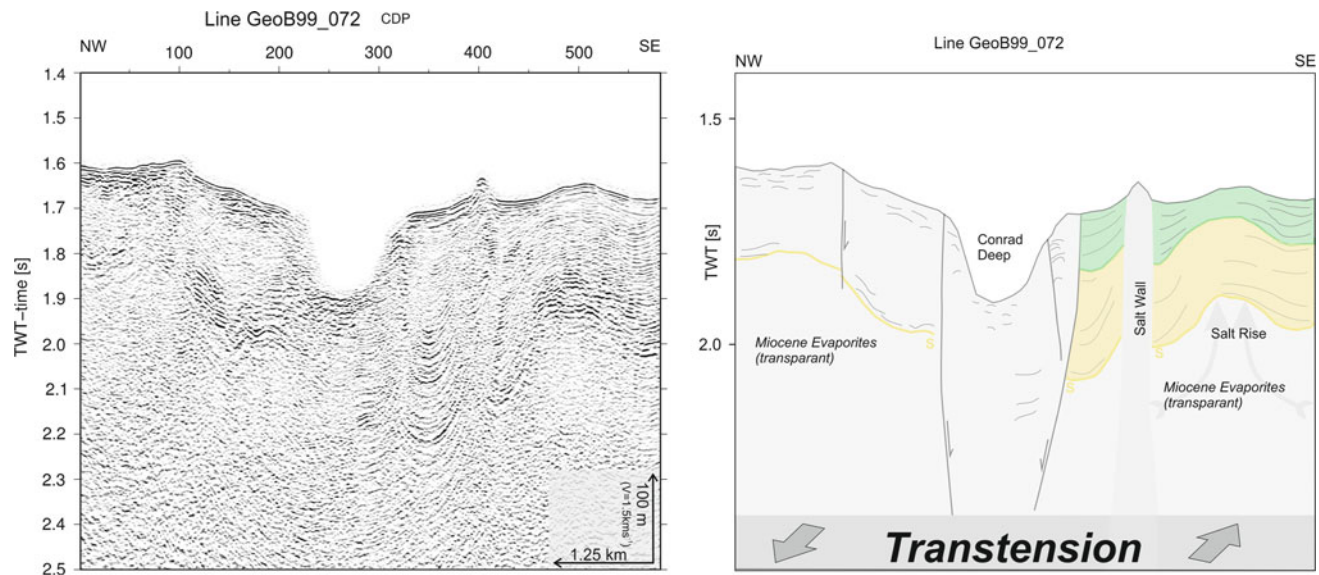 Line GeoB99_072 CDP
NW 100 200 300 400 500 SE
1.4
1.5
1.6
1.7
1.8
1.9
2.0
2.1
2.2
2.3
2.4
2.5
TWT–time [s]
100 m
(V=1.5kms⁻¹)
1.25 km
Line GeoB99_072
NW SE
1.5
2.0
TWT [s]
Conrad
Deep
Salt Wall
Salt Rise
Miocene Evaporites
(transparant)
S
S
S
Miocene Evaporites
(transparant)
Transtension